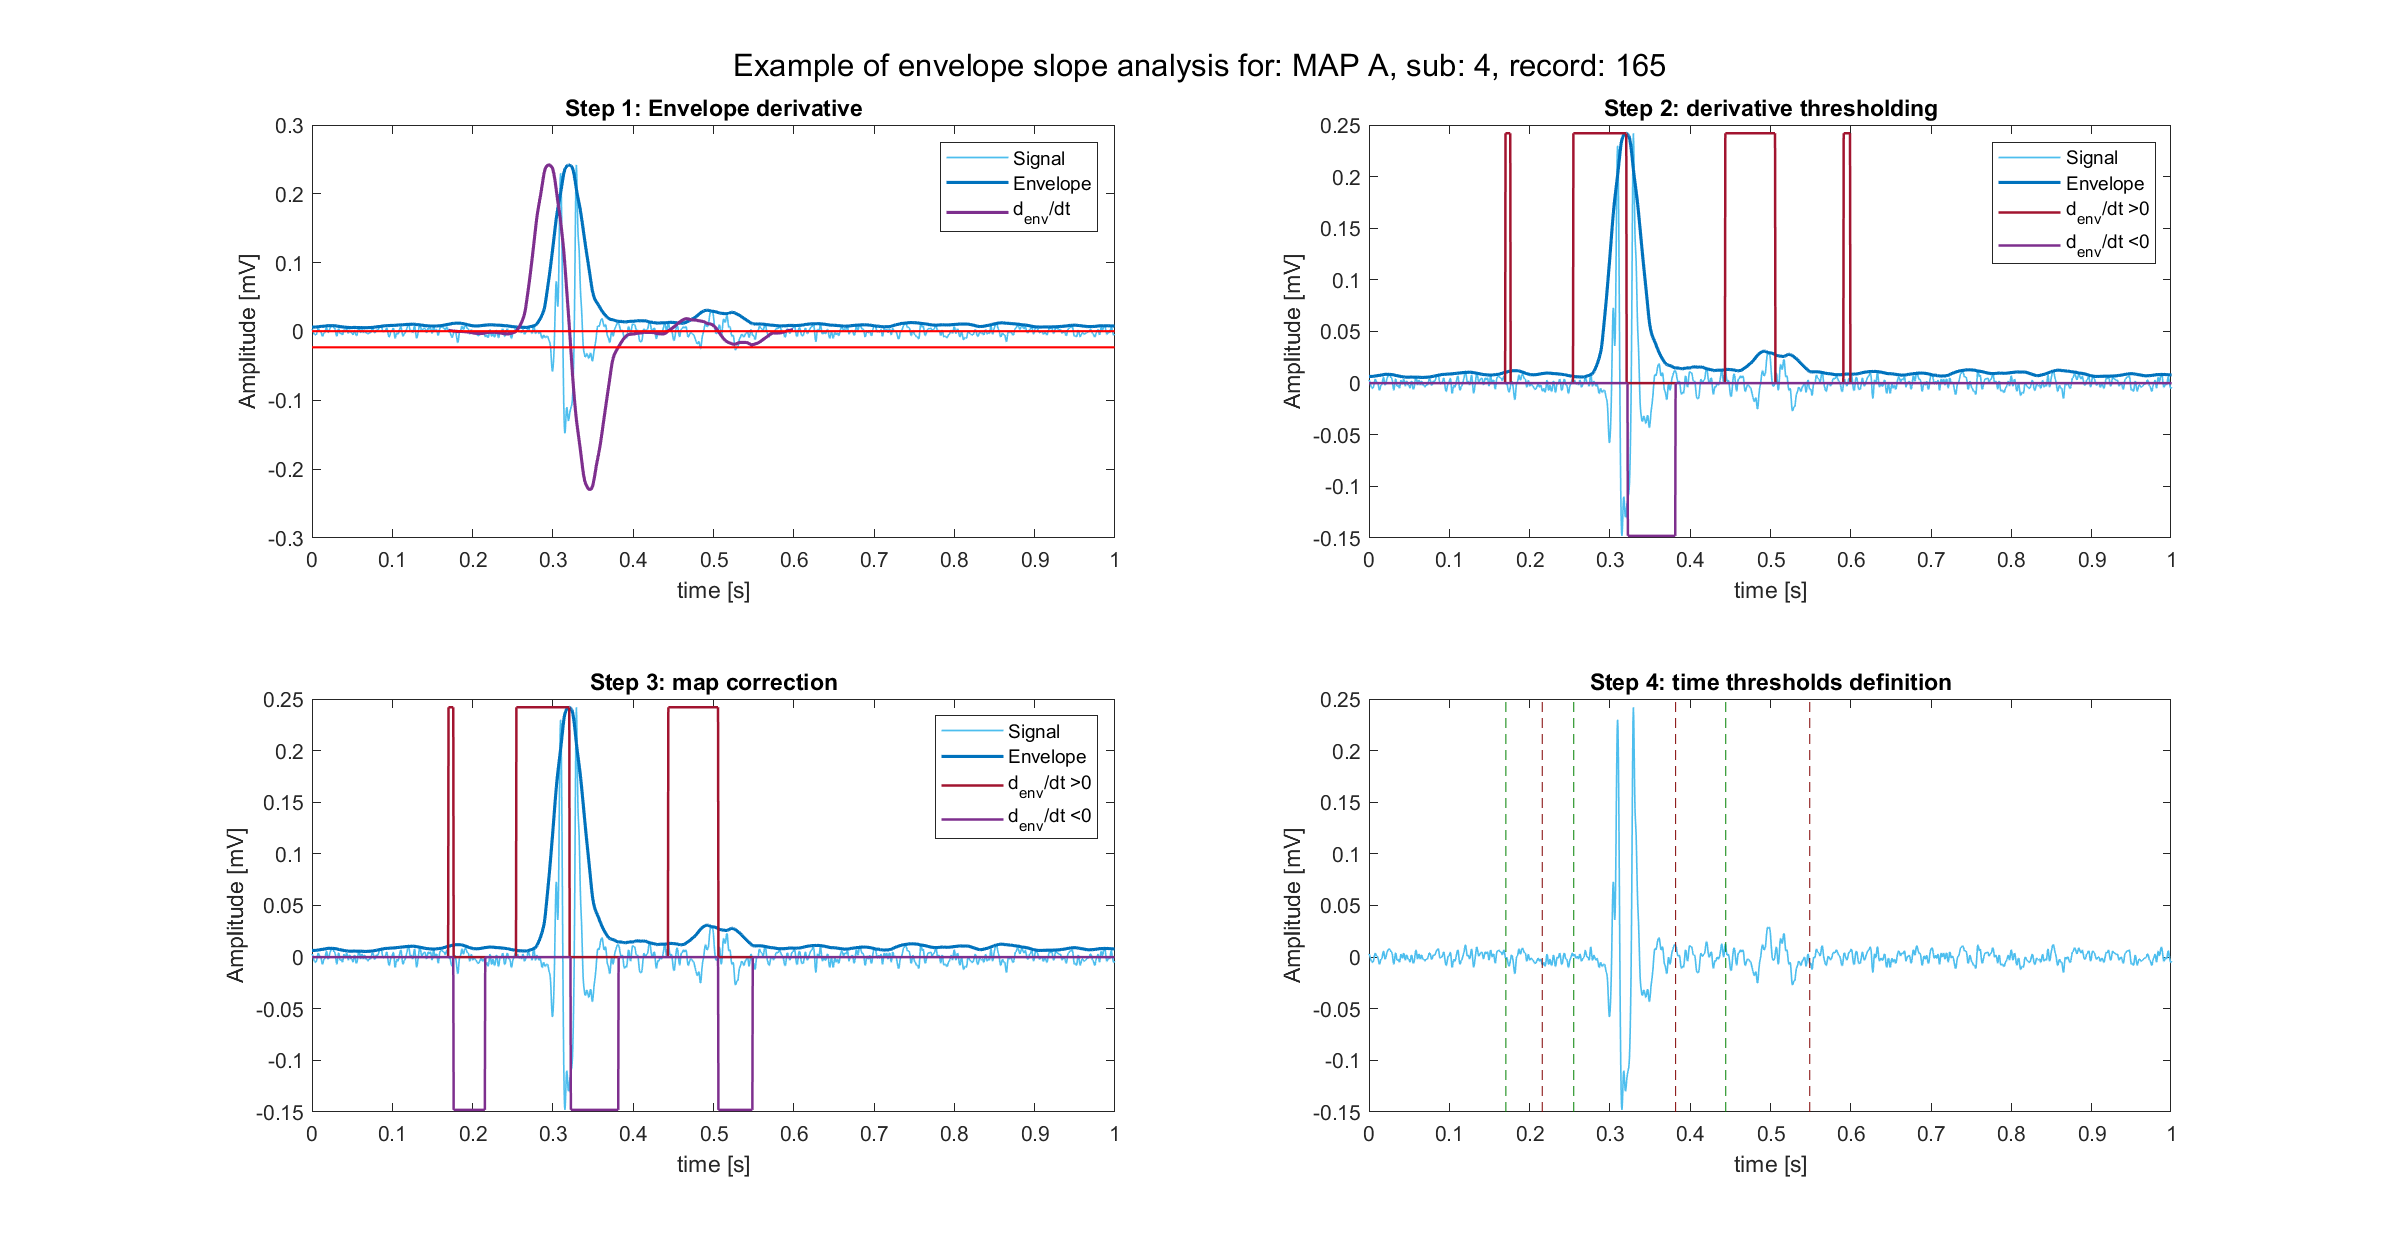 Example of envelope slope analysis for: MAP A, sub: 4, record: 165
Step 1: Envelope derivative
0.3
0.2
0.1
0
-0.1
-0.2
-0.3
Amplitude [mV]
0 0.1 0.2 0.3 0.4 0.5 0.6 0.7 0.8 0.9 1
time [s]
Signal
Envelope
d_env/dt
Step 2: derivative thresholding
0.25
0.2
0.15
0.1
0.05
0
-0.05
-0.1
-0.15
Amplitude [mV]
0 0.1 0.2 0.3 0.4 0.5 0.6 0.7 0.8 0.9 1
time [s]
Signal
Envelope
d_env/dt >0
d_env/dt <0
Step 3: map correction
0.25
0.2
0.15
0.1
0.05
0
-0.05
-0.1
-0.15
Amplitude [mV]
0 0.1 0.2 0.3 0.4 0.5 0.6 0.7 0.8 0.9 1
time [s]
Signal
Envelope
d_env/dt >0
d_env/dt <0
Step 4: time thresholds definition
0.25
0.2
0.15
0.1
0.05
0
-0.05
-0.1
-0.15
Amplitude [mV]
0 0.1 0.2 0.3 0.4 0.5 0.6 0.7 0.8 0.9 1
time [s]